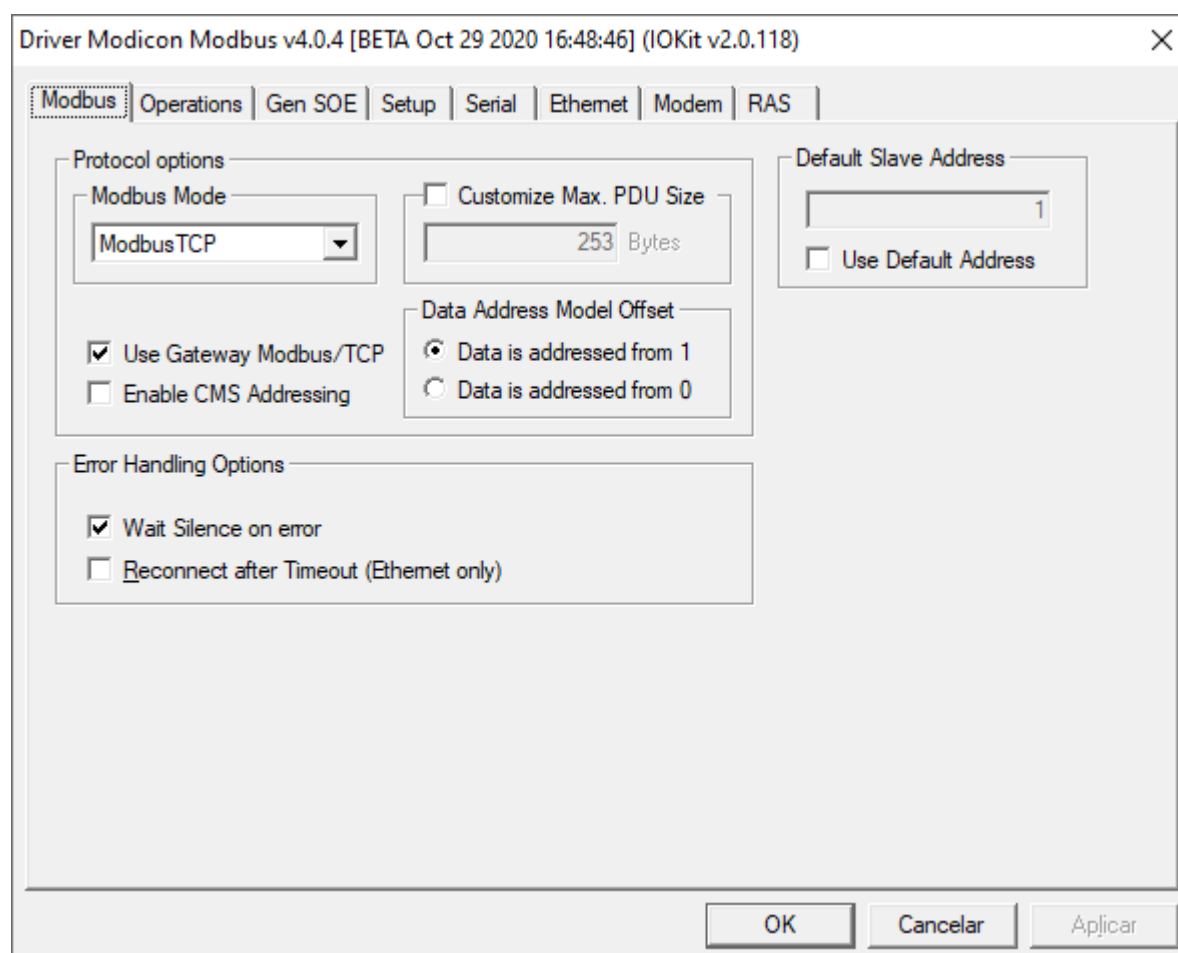 Driver Modicon Modbus v4.0.4 [BETA Oct 29 2020 16:48:46] (IOKit v2.0.118)
Modbus Operations Gen SOE Setup Serial Ethernet Modem RAS
Protocol options
Modbus Mode
ModbusTCP
Customize Max. PDU Size
253 Bytes
Use Gateway Modbus/TCP
Enable CMS Addressing
Data Address Model Offset
Data is addressed from 1
Data is addressed from 0
Default Slave Address
1
Use Default Address
Error Handling Options
Wait Silence on error
Reconnect after Timeout (Ethernet only)
OK Cancelar Aplicar